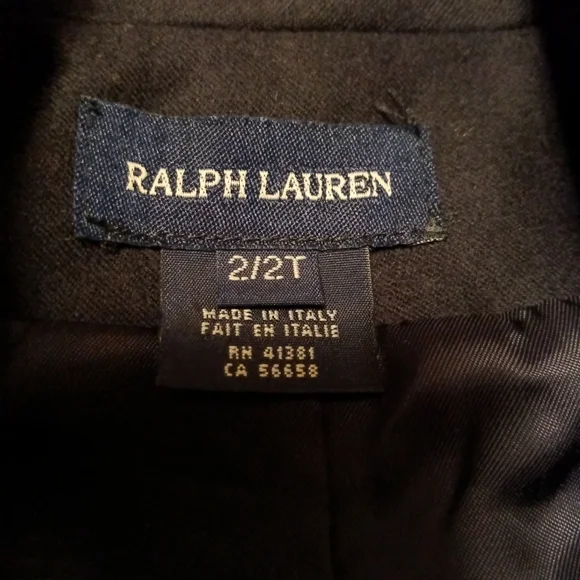 RALPH LAUREN
2/2T
MADE IN ITALY
FAIT EN ITALIE
RN 41381
CA 56658